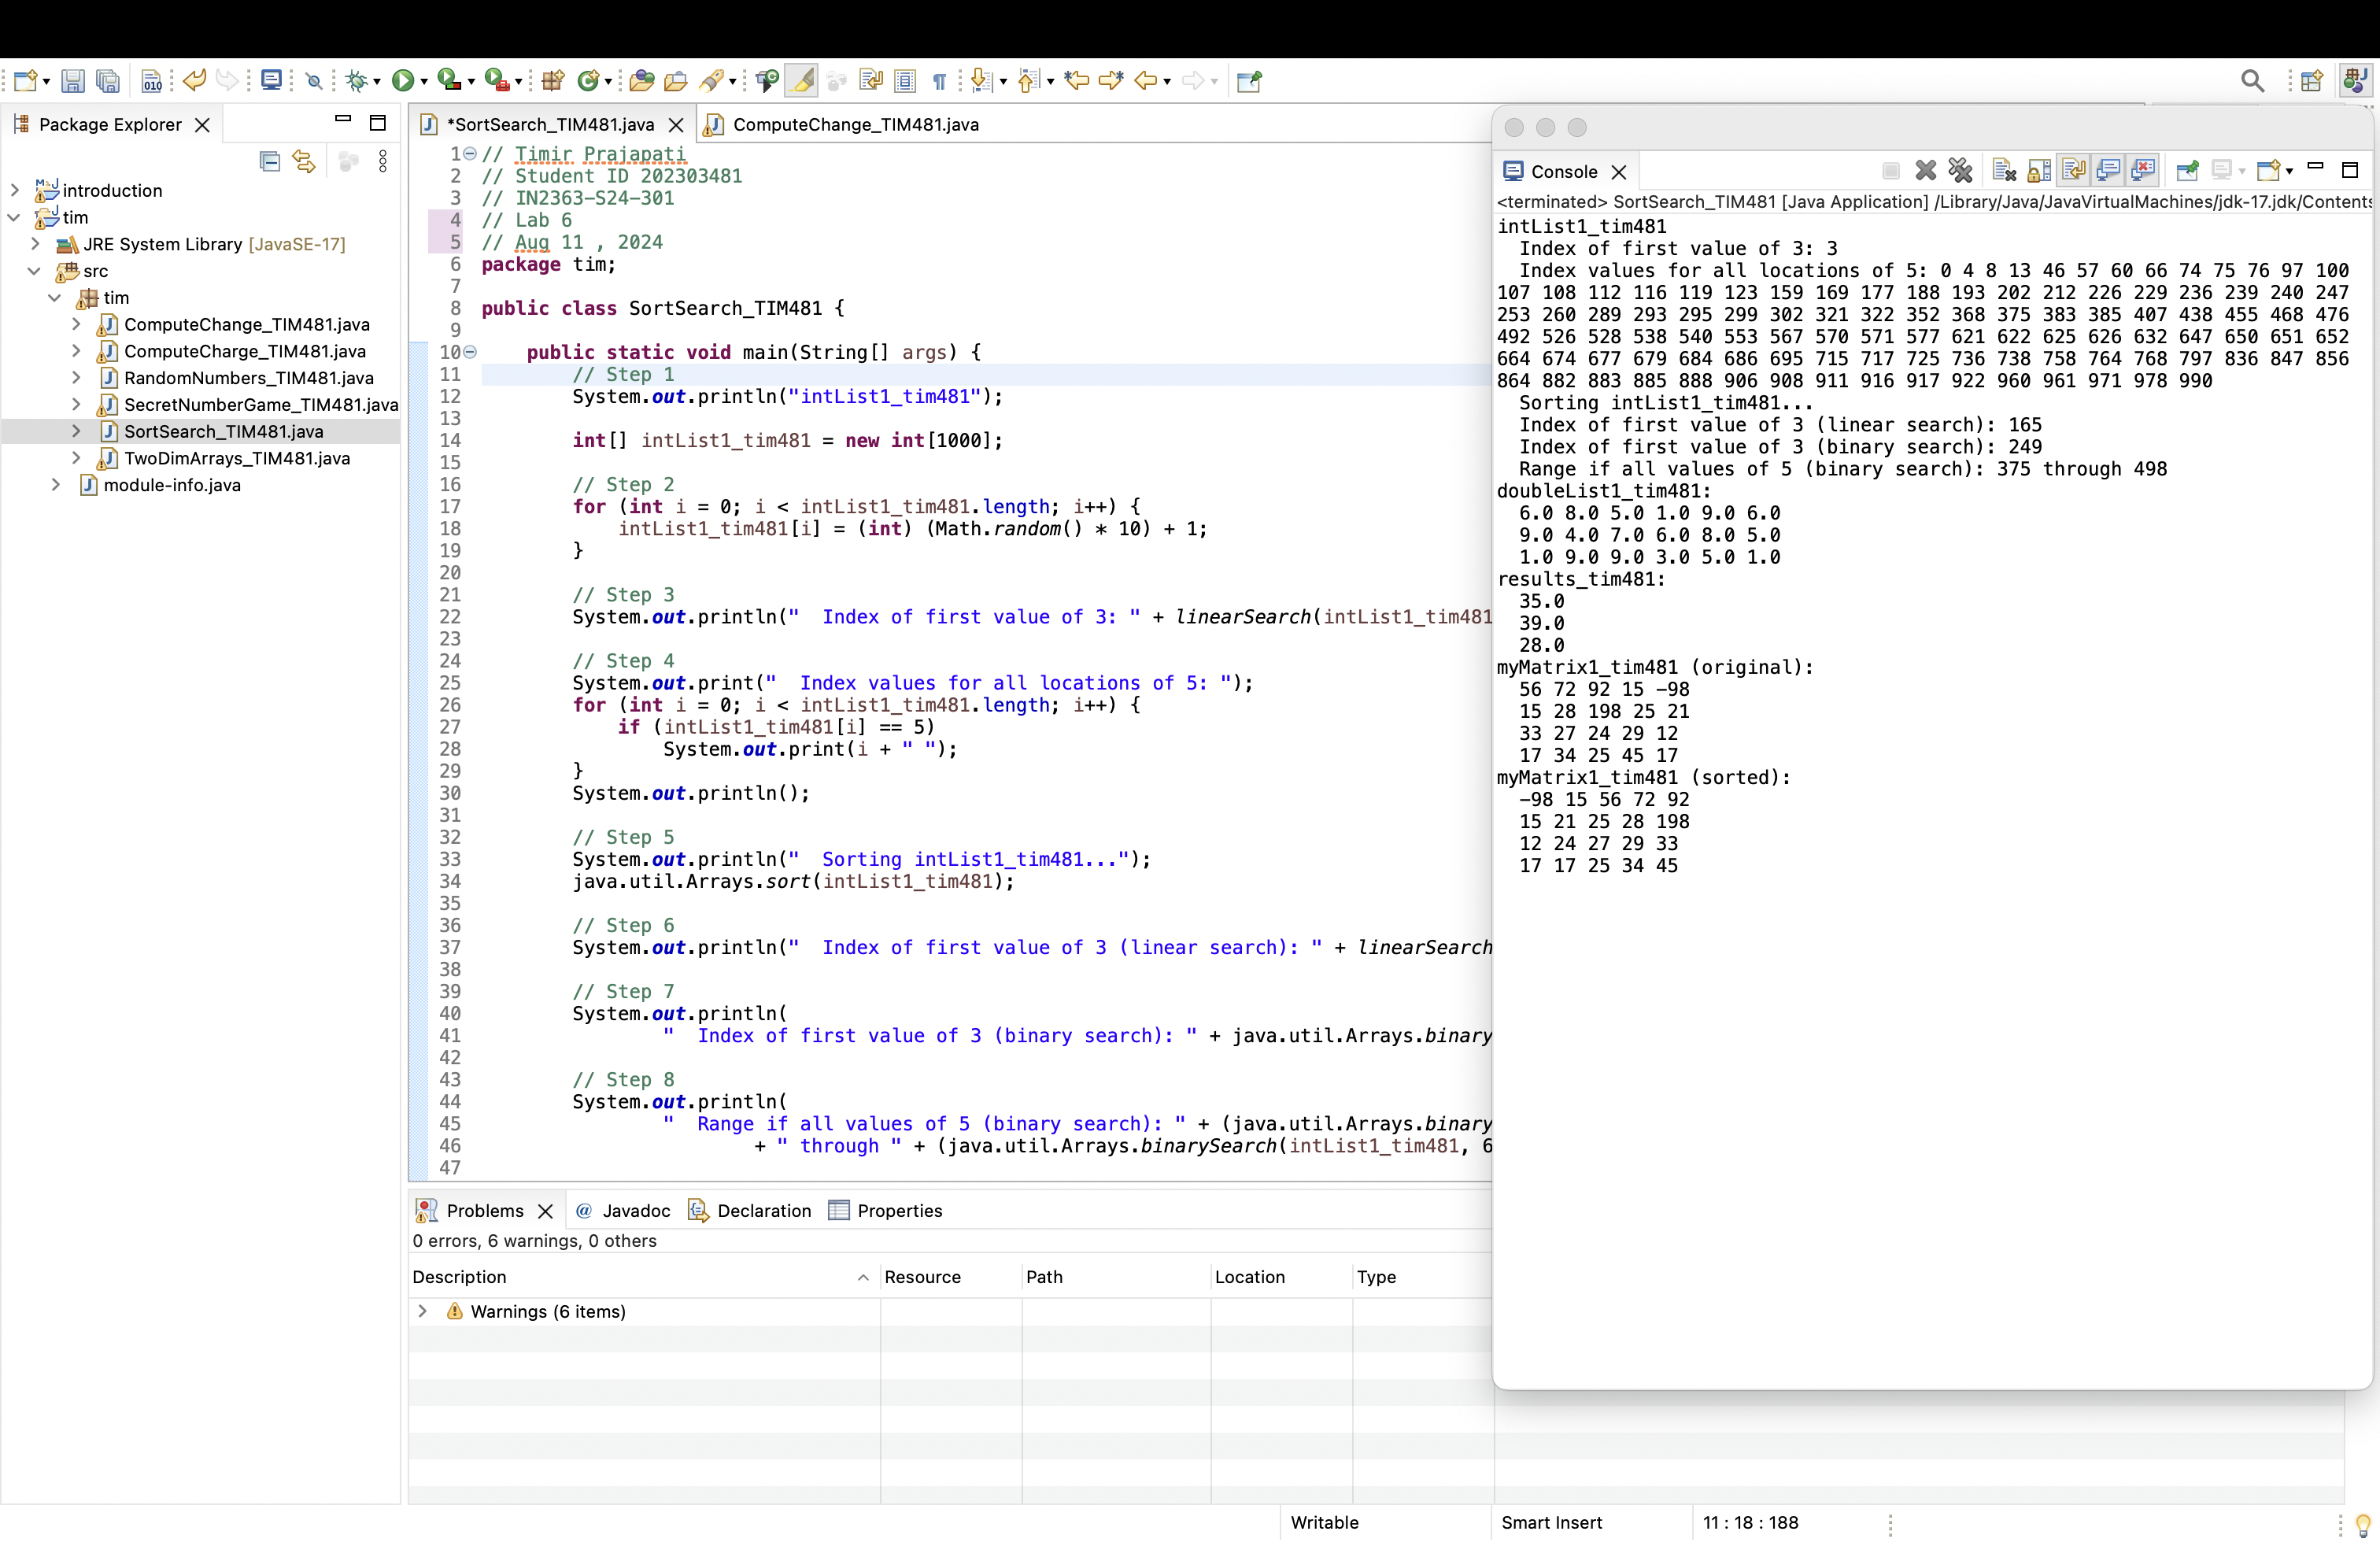 Package Explorer
introduction
tim
JRE System Library [JavaSE-17]
src
tim
ComputeChange_TIM481.java
ComputeCharge_TIM481.java
RandomNumbers_TIM481.java
SecretNumberGame_TIM481.java
SortSearch_TIM481.java
TwoDimArrays_TIM481.java
module-info.java
*SortSearch_TIM481.java
ComputeChange_TIM481.java
1 // Timir Prajapati
2 // Student ID 202303481
3 // IN2363-S24-301
4 // Lab 6
5 // Aug 11 , 2024
6 package tim;
7
8 public class SortSearch_TIM481 {
9
10 public static void main(String[] args) {
11 // Step 1
12 System.out.println("intList1_tim481");
13
14 int[] intList1_tim481 = new int[1000];
15
16 // Step 2
17 for (int i = 0; i < intList1_tim481.length; i++) {
18 intList1_tim481[i] = (int) (Math.random() * 10) + 1;
19 }
20
21 // Step 3
22 System.out.println("  Index of first value of 3: " + linearSearch(intList1_tim481
23
24 // Step 4
25 System.out.print("  Index values for all locations of 5: ");
26 for (int i = 0; i < intList1_tim481.length; i++) {
27 if (intList1_tim481[i] == 5)
28 System.out.print(i + " ");
29 }
30 System.out.println();
31
32 // Step 5
33 System.out.println("  Sorting intList1_tim481...");
34 java.util.Arrays.sort(intList1_tim481);
35
36 // Step 6
37 System.out.println("  Index of first value of 3 (linear search): " + linearSearch
38
39 // Step 7
40 System.out.println(
41 "  Index of first value of 3 (binary search): " + java.util.Arrays.binary
42
43 // Step 8
44 System.out.println(
45 "  Range if all values of 5 (binary search): " + (java.util.Arrays.binary
46 + " through " + (java.util.Arrays.binarySearch(intList1_tim481, 6
47
Problems
@ Javadoc
Declaration
Properties
0 errors, 6 warnings, 0 others
Description Resource Path Location Type
Warnings (6 items)
Console
<terminated> SortSearch_TIM481 [Java Application] /Library/Java/JavaVirtualMachines/jdk-17.jdk/Contents
intList1_tim481
Index of first value of 3: 3
Index values for all locations of 5: 0 4 8 13 46 57 60 66 74 75 76 97 100
107 108 112 116 119 123 159 169 177 188 193 202 212 226 229 236 239 240 247
253 260 289 293 295 299 302 321 322 352 368 375 383 385 407 438 455 468 476
492 526 528 538 540 553 567 570 571 577 621 622 625 626 632 647 650 651 652
664 674 677 679 684 686 695 715 717 725 736 738 758 764 768 797 836 847 856
864 882 883 885 888 906 908 911 916 917 922 960 961 971 978 990
Sorting intList1_tim481...
Index of first value of 3 (linear search): 165
Index of first value of 3 (binary search): 249
Range if all values of 5 (binary search): 375 through 498
doubleList1_tim481:
6.0 8.0 5.0 1.0 9.0 6.0
9.0 4.0 7.0 6.0 8.0 5.0
1.0 9.0 9.0 3.0 5.0 1.0
results_tim481:
35.0
39.0
28.0
myMatrix1_tim481 (original):
56 72 92 15 -98
15 28 198 25 21
33 27 24 29 12
17 34 25 45 17
myMatrix1_tim481 (sorted):
-98 15 56 72 92
15 21 25 28 198
12 24 27 29 33
17 17 25 34 45
Writable
Smart Insert
11 : 18 : 188